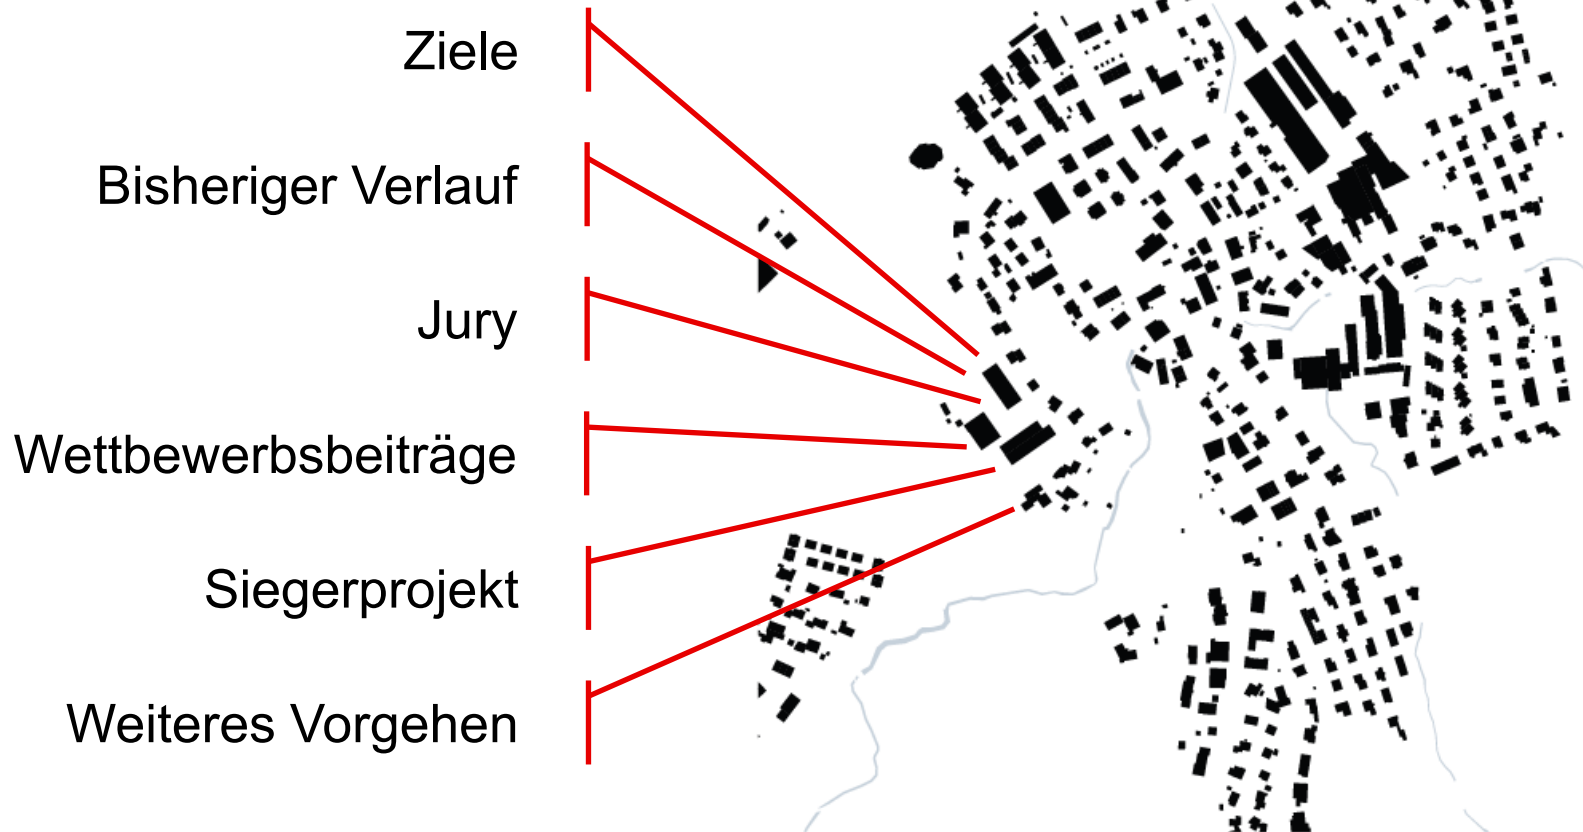 Ziele
Bisheriger Verlauf
Jury
Wettbewerbsbeiträge
Siegerprojekt
Weiteres Vorgehen